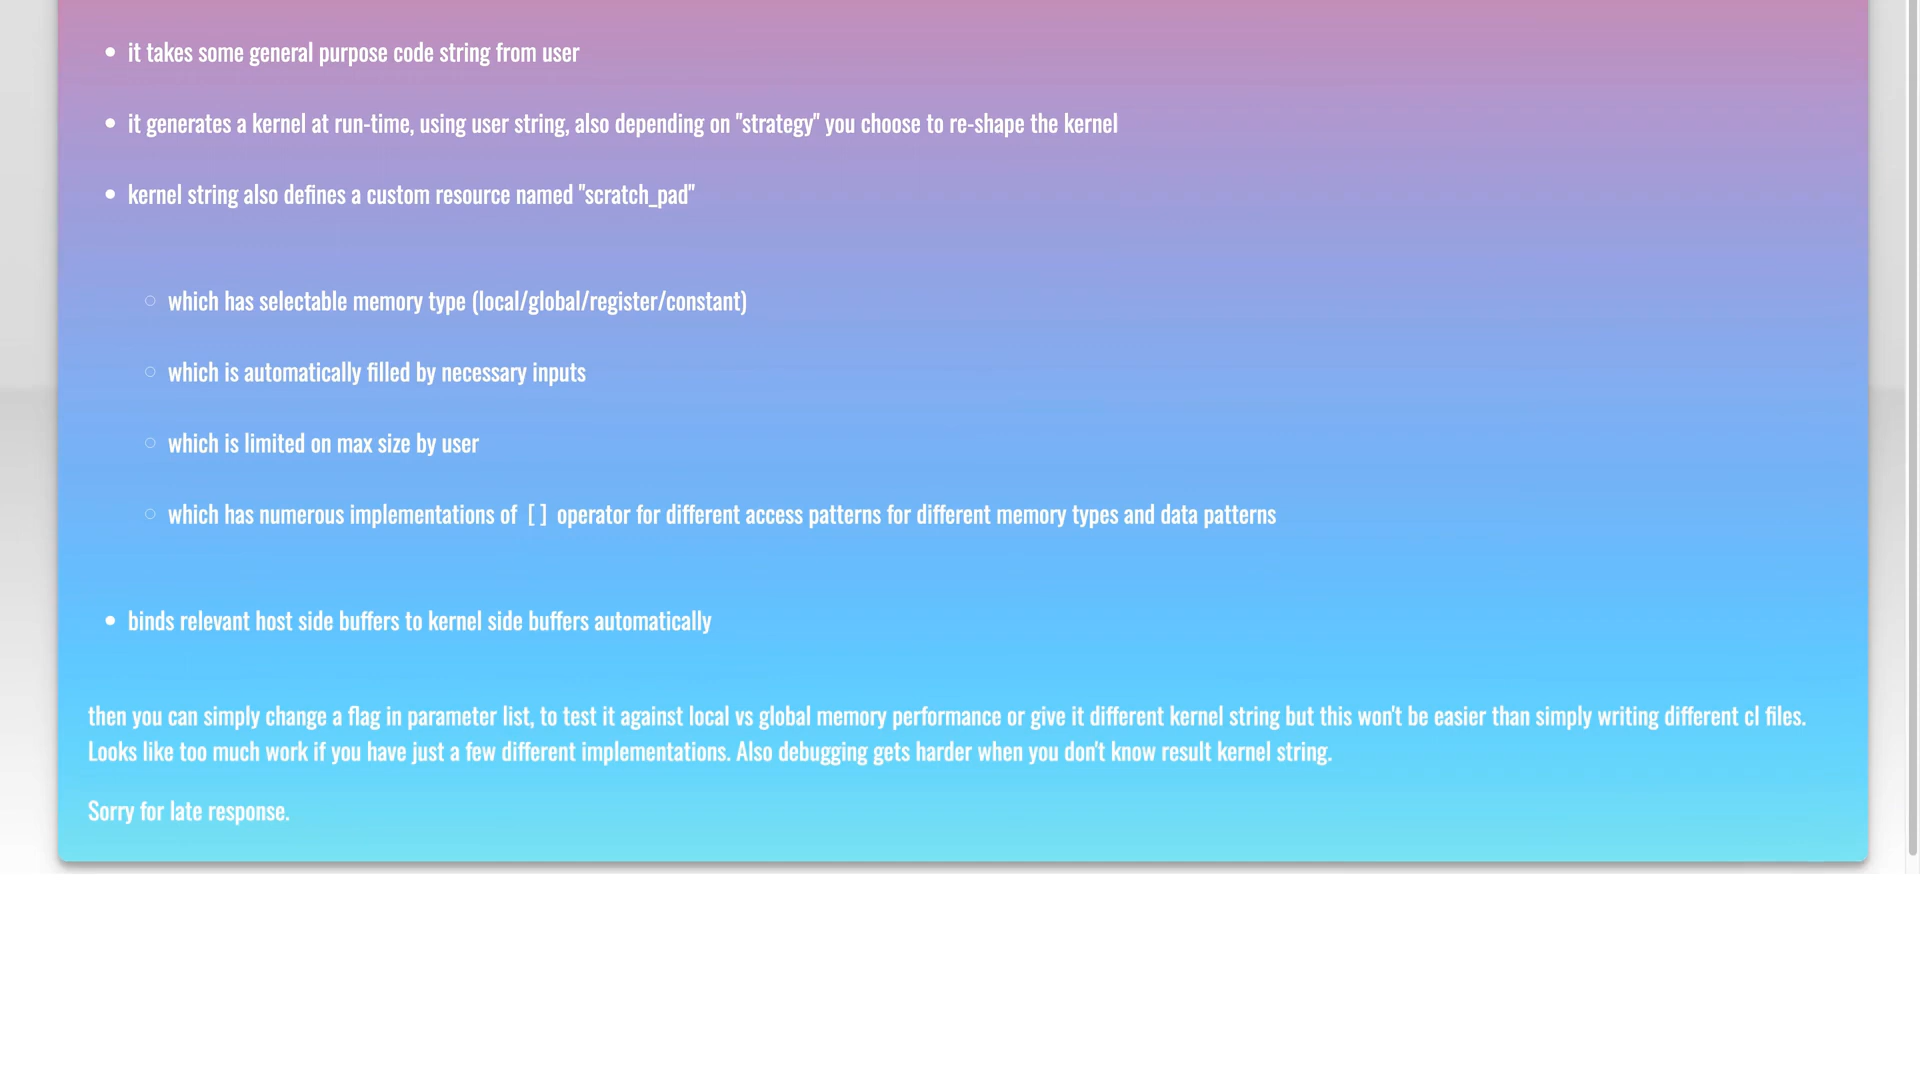 it takes some general purpose code string from user
it generates a kernel at run-time, using user string, also depending on "strategy" you choose to re-shape the kernel
kernel string also defines a custom resource named "scratch_pad"
which has selectable memory type (local/global/register/constant)
which is automatically filled by necessary inputs
which is limited on max size by user
which has numerous implementations of [ ] operator for different access patterns for different memory types and data patterns
binds relevant host side buffers to kernel side buffers automatically
then you can simply change a flag in parameter list, to test it against local vs global memory performance or give it different kernel string but this won't be easier than simply writing different cl files.
Looks like too much work if you have just a few different implementations. Also debugging gets harder when you don't know result kernel string.
Sorry for late response.